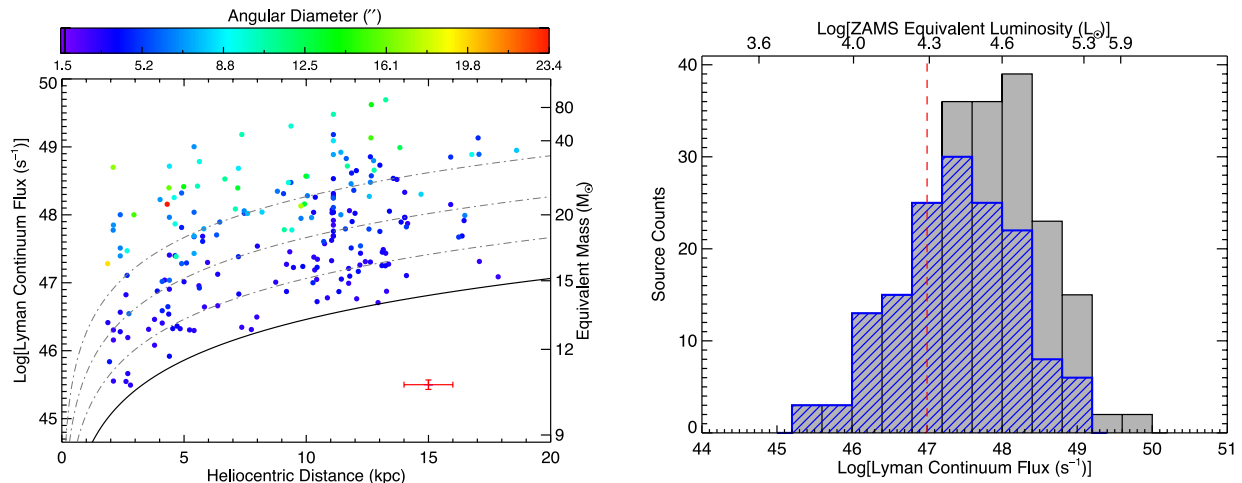 Angular Diameter (′′)
1.5 5.2 8.8 12.5 16.1 19.8 23.4
50
49
48
47
46
45
Log[Lyman Continuum Flux (s⁻¹)]
80
40
20
15
12
9
Equivalent Mass (M⊙)
0 5 10 15 20
Heliocentric Distance (kpc)
Log[ZAMS Equivalent Luminosity (L⊙)]
3.6 4.0 4.3 4.6 5.3 5.9
40
30
20
10
0
Source Counts
44 45 46 47 48 49 50 51
Log[Lyman Continuum Flux (s⁻¹)]